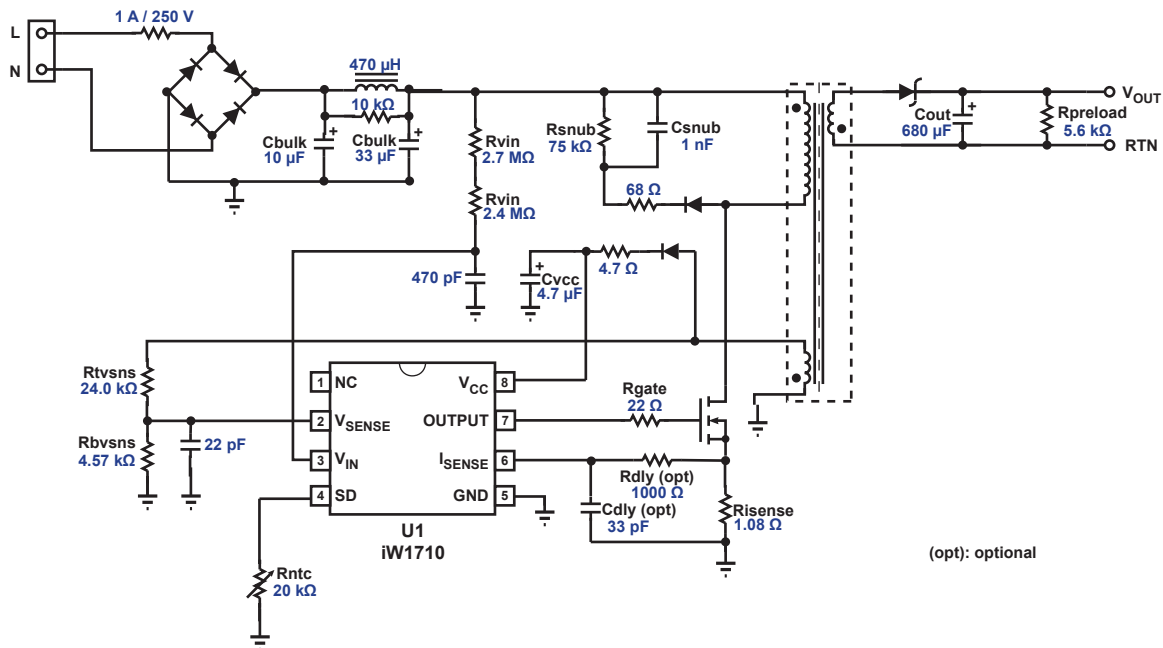 1 A / 250 V
L
N
470 µH
10 kΩ
Cbulk
10 µF
Cbulk
33 µF
Rvin
2.7 MΩ
Rvin
2.4 MΩ
Rsnub
75 kΩ
Csnub
1 nF
68 Ω
Cout
680 µF
+
VOUT
Rpreload
5.6 kΩ
RTN
+
+
470 pF
+
Cvcc
4.7 µF
4.7 Ω
Rtvsns
24.0 kΩ
Rbvsns
4.57 kΩ
22 pF
1 NC
VCC 8
2 VSENSE
OUTPUT 7
3 VIN
ISENSE 6
4 SD
GND 5
U1
iW1710
Rgate
22 Ω
Rdly (opt)
1000 Ω
Cdly (opt)
33 pF
Risense
1.08 Ω
Rntc
20 kΩ
(opt): optional